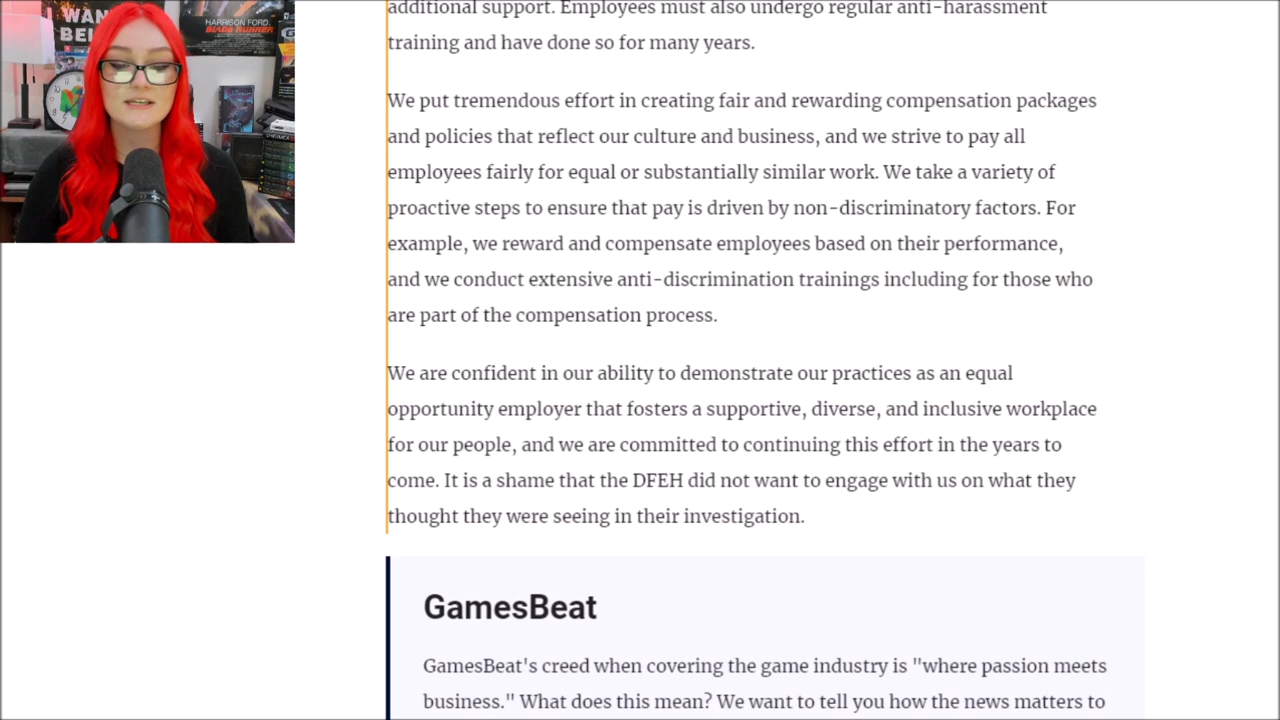 WAN
BE
HARRISON FORD
BLADE RUNNER
additional support. Employees must also undergo regular anti-harassment
training and have done so for many years.
We put tremendous effort in creating fair and rewarding compensation packages
and policies that reflect our culture and business, and we strive to pay all
employees fairly for equal or substantially similar work. We take a variety of
proactive steps to ensure that pay is driven by non-discriminatory factors. For
example, we reward and compensate employees based on their performance,
and we conduct extensive anti-discrimination trainings including for those who
are part of the compensation process.
We are confident in our ability to demonstrate our practices as an equal
opportunity employer that fosters a supportive, diverse, and inclusive workplace
for our people, and we are committed to continuing this effort in the years to
come. It is a shame that the DFEH did not want to engage with us on what they
thought they were seeing in their investigation.
GamesBeat
GamesBeat's creed when covering the game industry is "where passion meets
business." What does this mean? We want to tell you how the news matters to